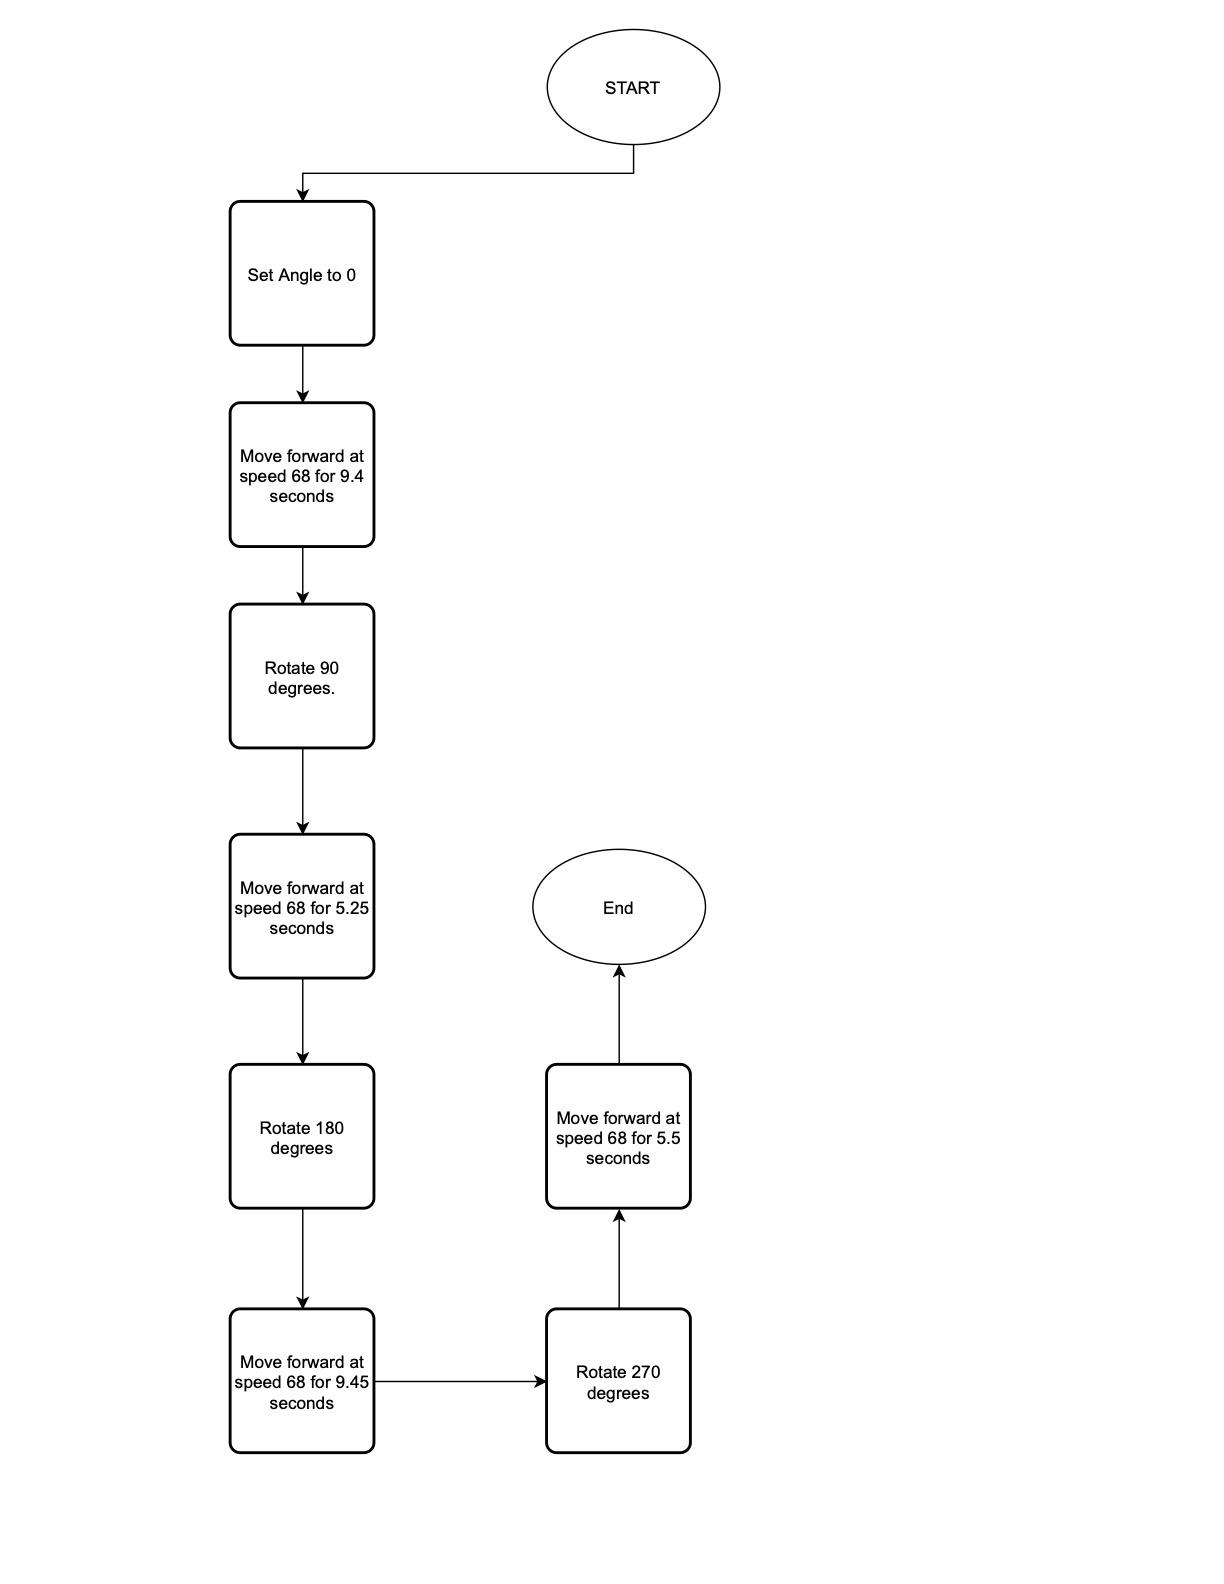 START
Set Angle to 0
Move forward at
speed 68 for 9.4
seconds
Rotate 90
degrees.
Move forward at
speed 68 for 5.25
seconds
Rotate 180
degrees
Move forward at
speed 68 for 9.45
seconds
Rotate 270
degrees
Move forward at
speed 68 for 5.5
seconds
End